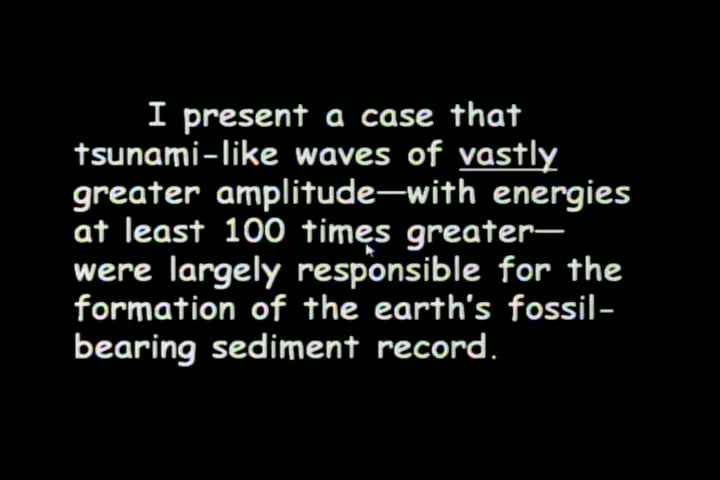 I present a case that
tsunami-like waves of vastly
greater amplitude—with energies
at least 100 times greater—
were largely responsible for the
formation of the earth's fossil-
bearing sediment record.